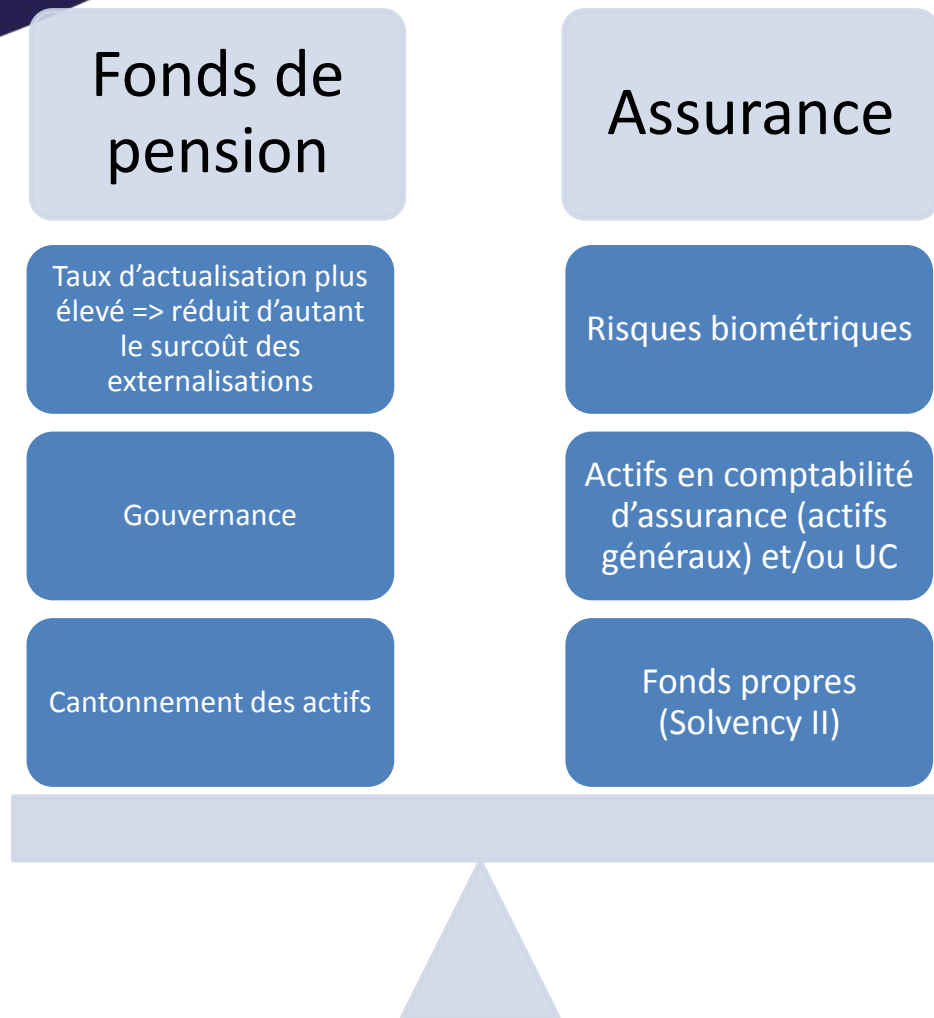 Fonds de
pension
Taux d'actualisation plus
élevé => réduit d'autant
le surcoût des
externalisations
Gouvernance
Cantonnement des actifs
Assurance
Risques biométriques
Actifs en comptabilité
d'assurance (actifs
généraux) et/ou UC
Fonds propres
(Solvency II)